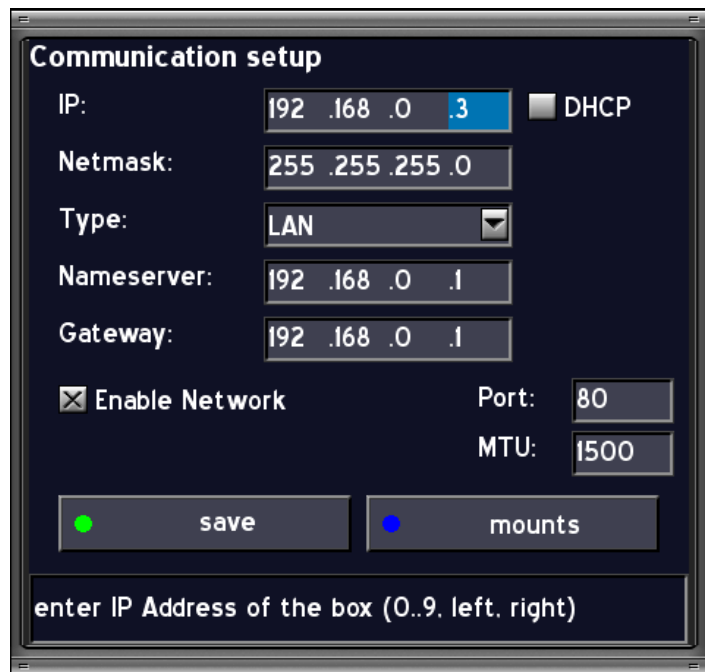 Communication setup
IP: 192 .168 .0 .3 DHCP
Netmask: 255 .255 .255 .0
Type: LAN
Nameserver: 192 .168 .0 .1
Gateway: 192 .168 .0 .1
Enable Network Port: 80
MTU: 1500
save mounts
enter IP Address of the box (0..9, left, right)